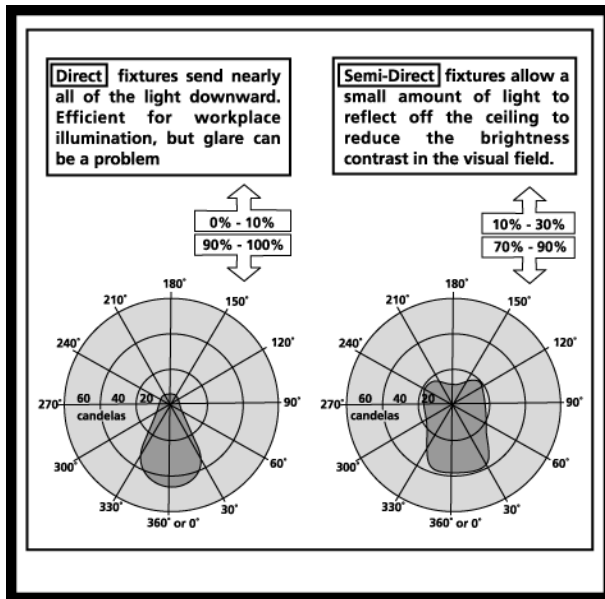 Direct fixtures send nearly
all of the light downward.
Efficient for workplace
illumination, but glare can
be a problem
0% - 10%
90% - 100%
180°
210°
150°
240°
120°
60 40 20
270°
90°
candelas
300°
60°
330°
30°
360° or 0°
Semi-Direct fixtures allow a
small amount of light to
reflect off the ceiling to
reduce the brightness
contrast in the visual field.
10% - 30%
70% - 90%
180°
210°
150°
240°
120°
60 40 20
270°
90°
candelas
300°
60°
330°
30°
360° or 0°